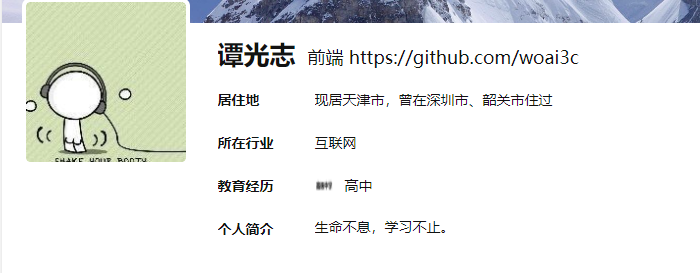 谭光志 前端 https://github.com/woai3c
居住地 现居天津市，曾在深圳市、韶关市住过
所在行业 互联网
教育经历 高中
个人简介 生命不息，学习不止。
SHAKE YOUR BOOTY